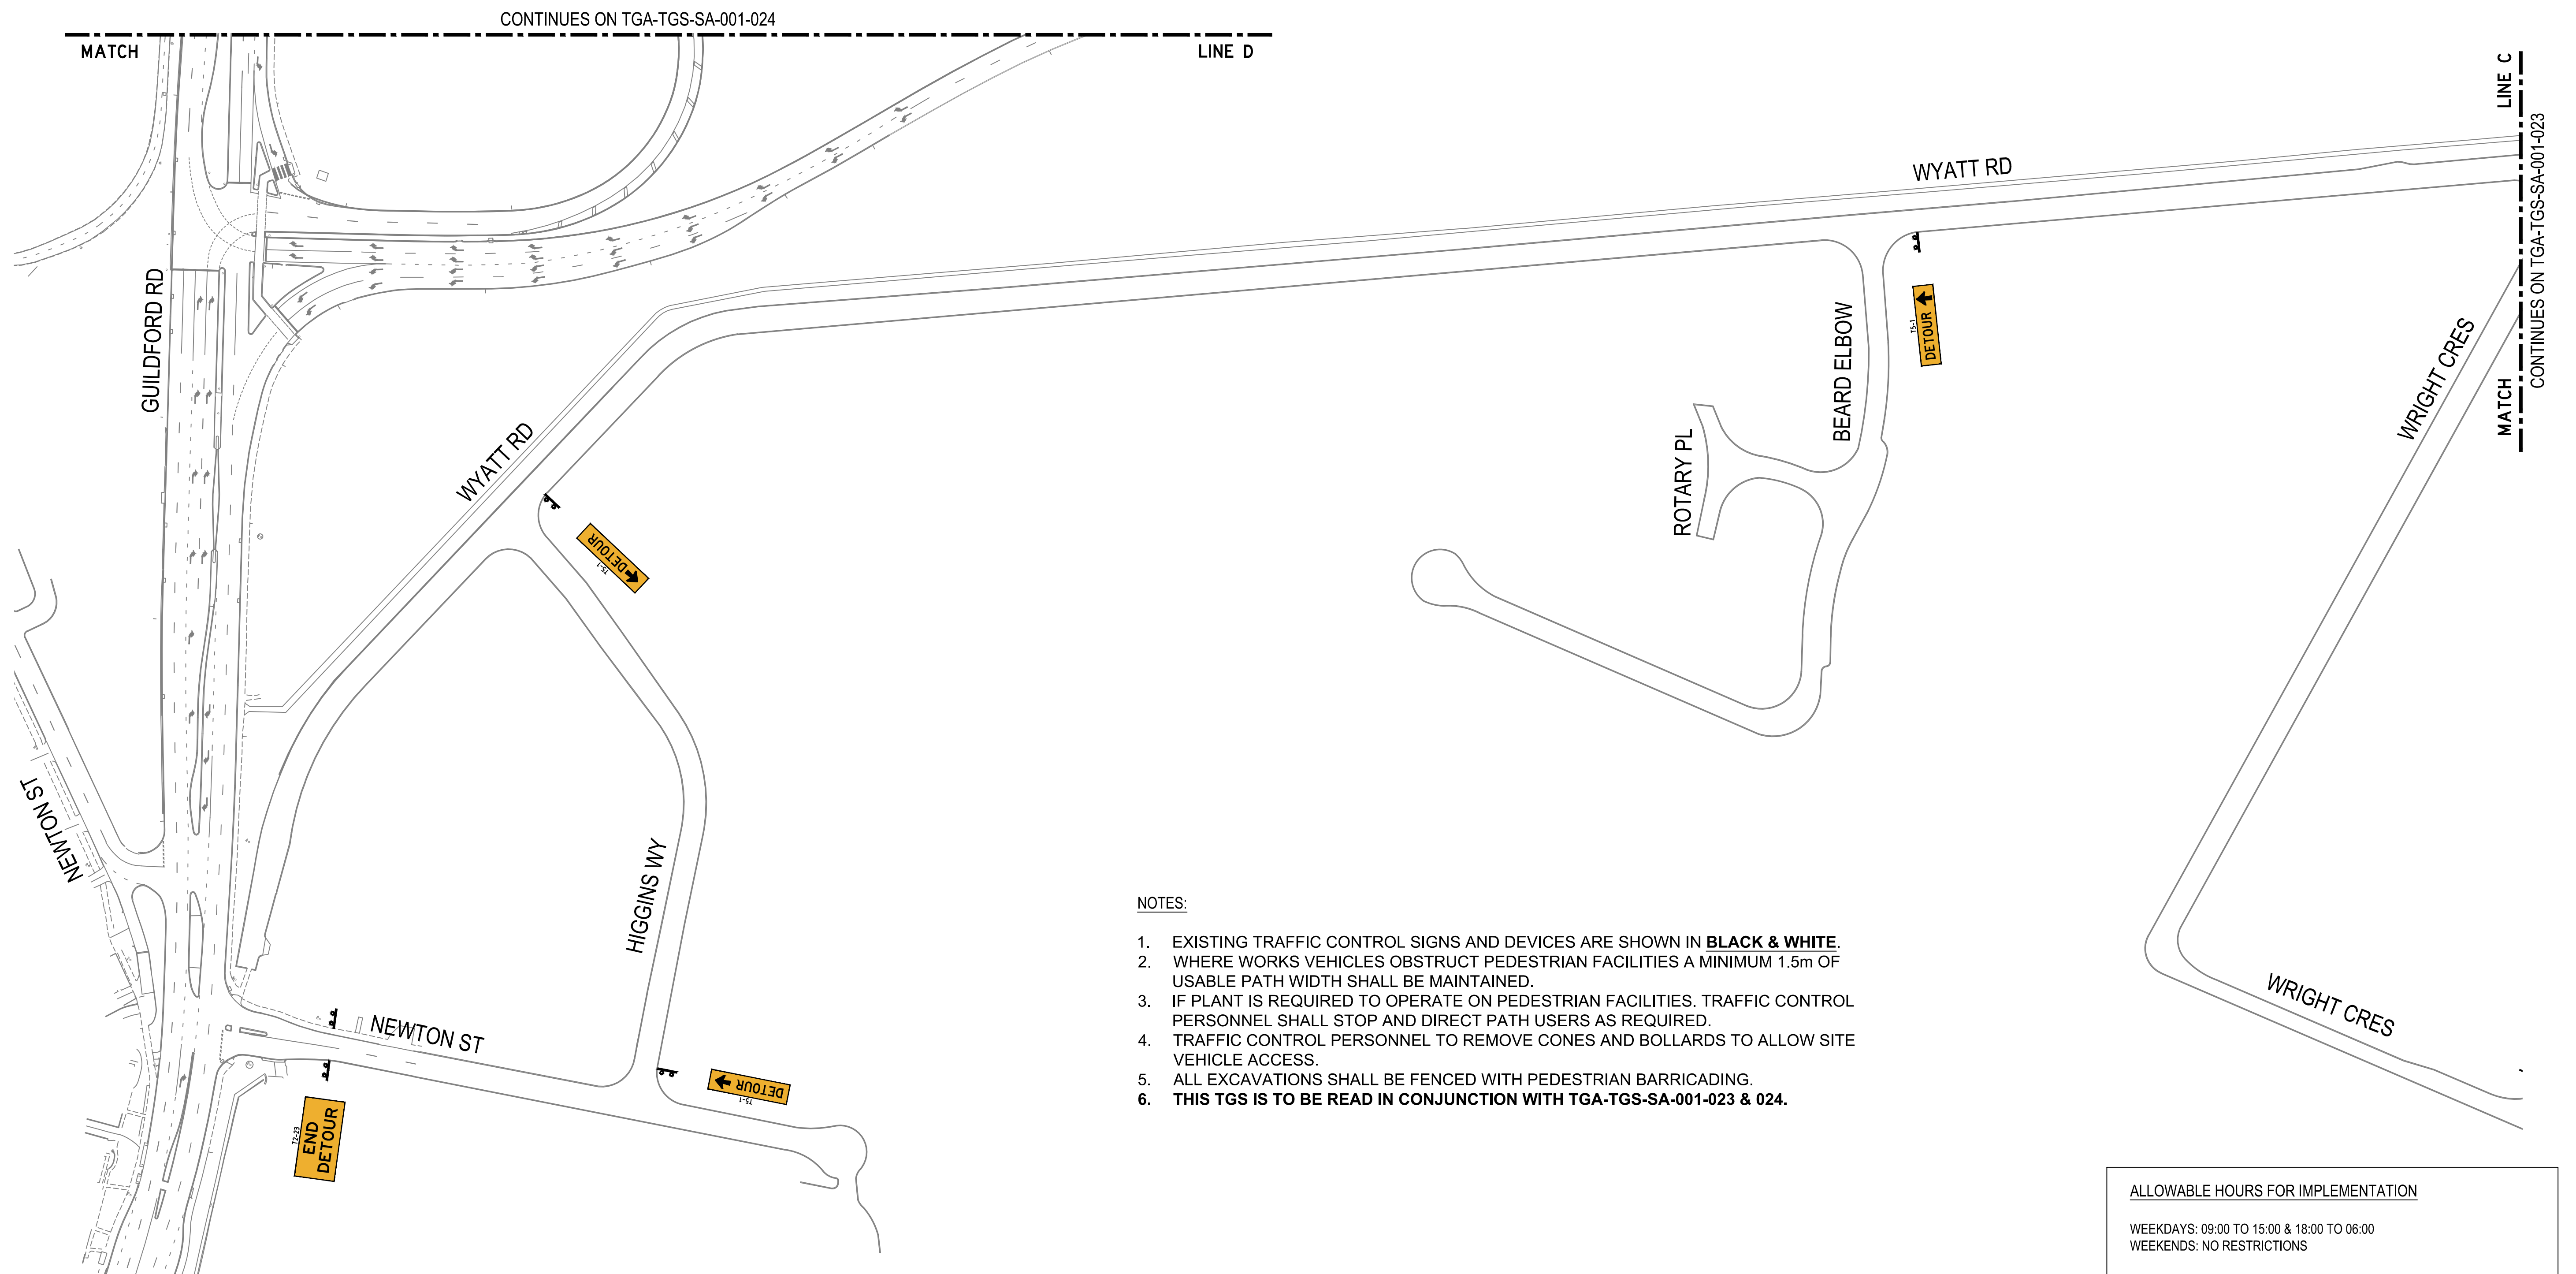 CONTINUES ON TGA-TGS-SA-001-024
MATCH
LINE D
LINE C
CONTINUES ON TGA-TGS-SA-001-023
MATCH
WYATT RD
GUILDFORD RD
DETOUR
T5-1
BEARD ELBOW
WRIGHT CRES
ROTARY PL
WYATT RD
DETOUR
T5-1
NEWTON ST
HIGGINS WY
NEWTON ST
DETOUR
T5-1
END
DETOUR
T2-23
WRIGHT CRES
NOTES:
1. EXISTING TRAFFIC CONTROL SIGNS AND DEVICES ARE SHOWN IN BLACK & WHITE.
2. WHERE WORKS VEHICLES OBSTRUCT PEDESTRIAN FACILITIES A MINIMUM 1.5m OF
USABLE PATH WIDTH SHALL BE MAINTAINED.
3. IF PLANT IS REQUIRED TO OPERATE ON PEDESTRIAN FACILITIES. TRAFFIC CONTROL
PERSONNEL SHALL STOP AND DIRECT PATH USERS AS REQUIRED.
4. TRAFFIC CONTROL PERSONNEL TO REMOVE CONES AND BOLLARDS TO ALLOW SITE
VEHICLE ACCESS.
5. ALL EXCAVATIONS SHALL BE FENCED WITH PEDESTRIAN BARRICADING.
6. THIS TGS IS TO BE READ IN CONJUNCTION WITH TGA-TGS-SA-001-023 & 024.
ALLOWABLE HOURS FOR IMPLEMENTATION
WEEKDAYS: 09:00 TO 15:00 & 18:00 TO 06:00
WEEKENDS: NO RESTRICTIONS